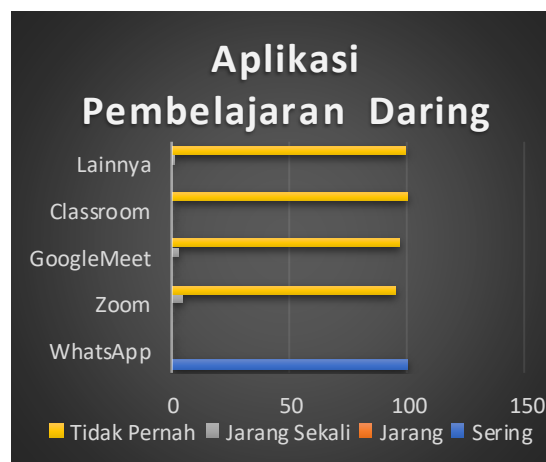 Aplikasi
Pembelajaran Daring
Lainnya
Classroom
GoogleMeet
Zoom
WhatsApp
0 50 100 150
Tidak Pernah Jarang Sekali Jarang Sering